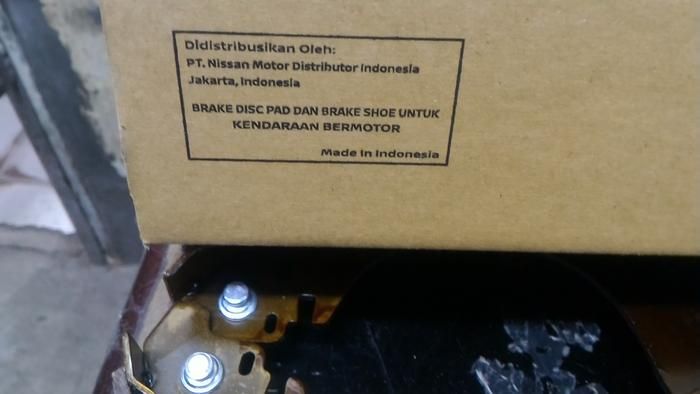 Didistribusikan Oleh:
PT. Nissan Motor Distributor Indonesia
Jakarta, Indonesia
BRAKE DISC PAD DAN BRAKE SHOE UNTUK
KENDARAAN BERMOTOR
Made In Indonesia